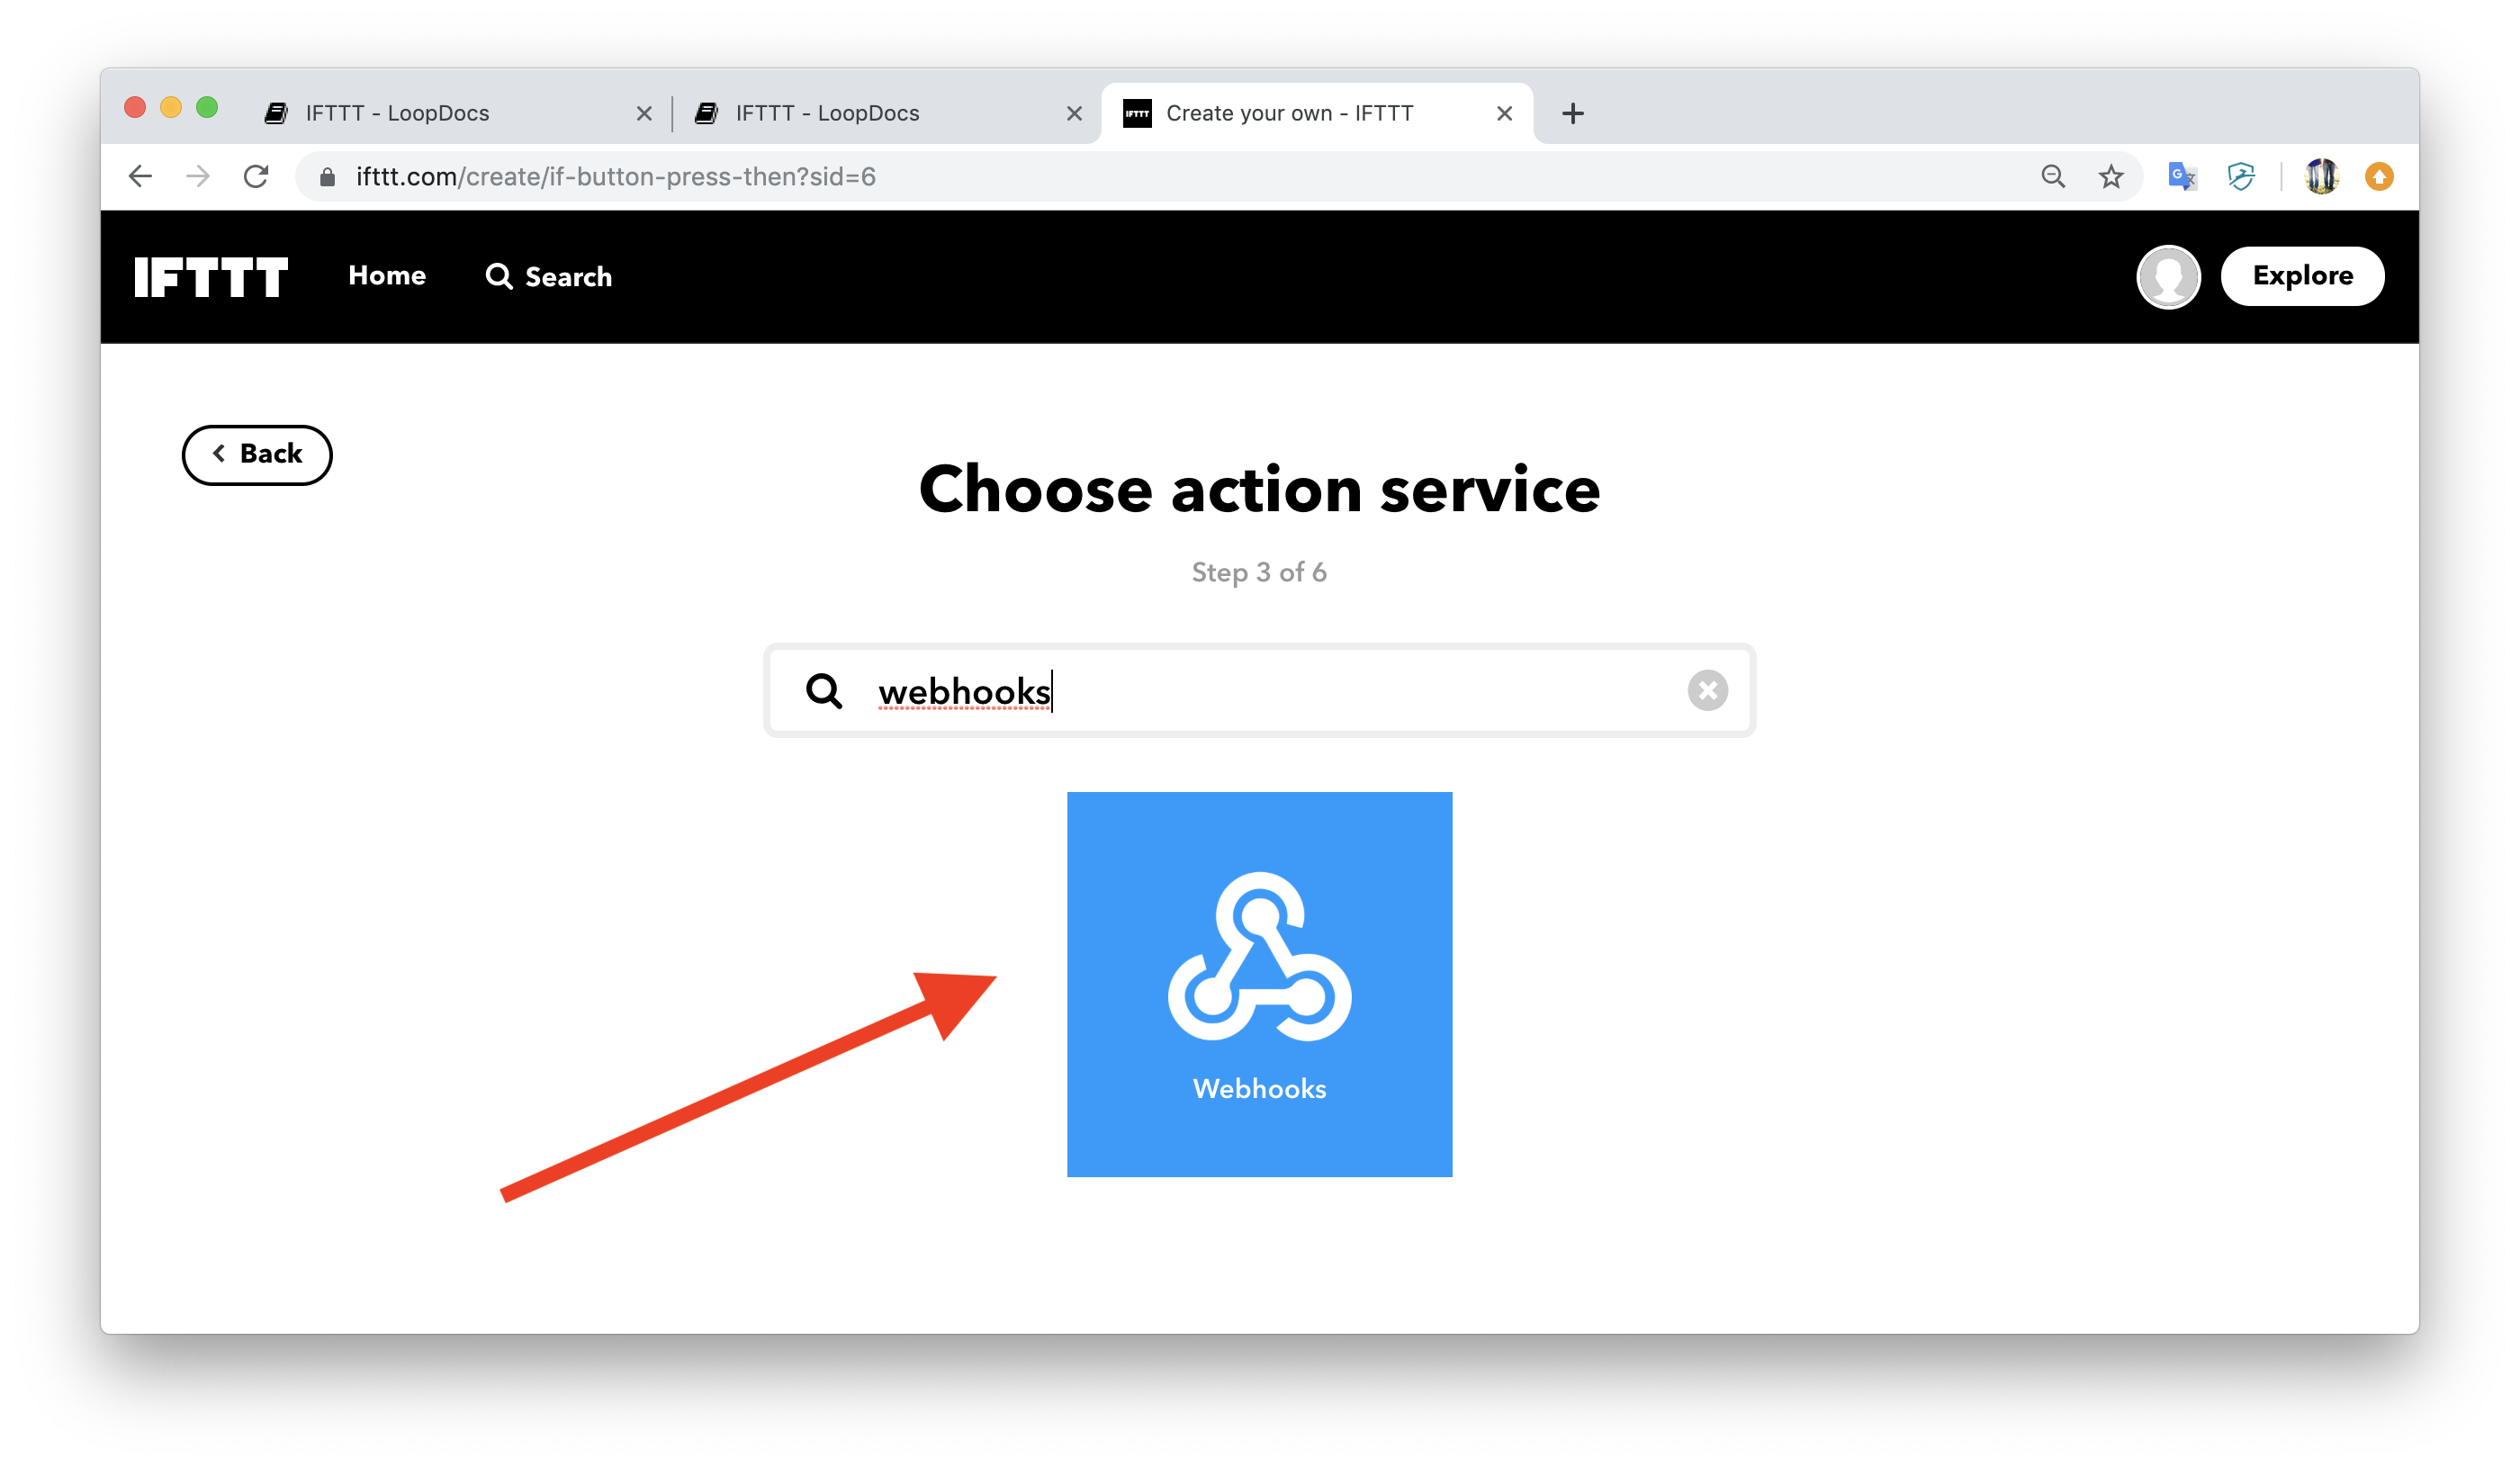 IFTTT - LoopDocs
IFTTT - LoopDocs
IFTTT
Create your own - IFTTT
ifttt.com/create/if-button-press-then?sid=6
IFTTT
Home
Search
Explore
Back
Choose action service
Step 3 of 6
webhooks
Webhooks